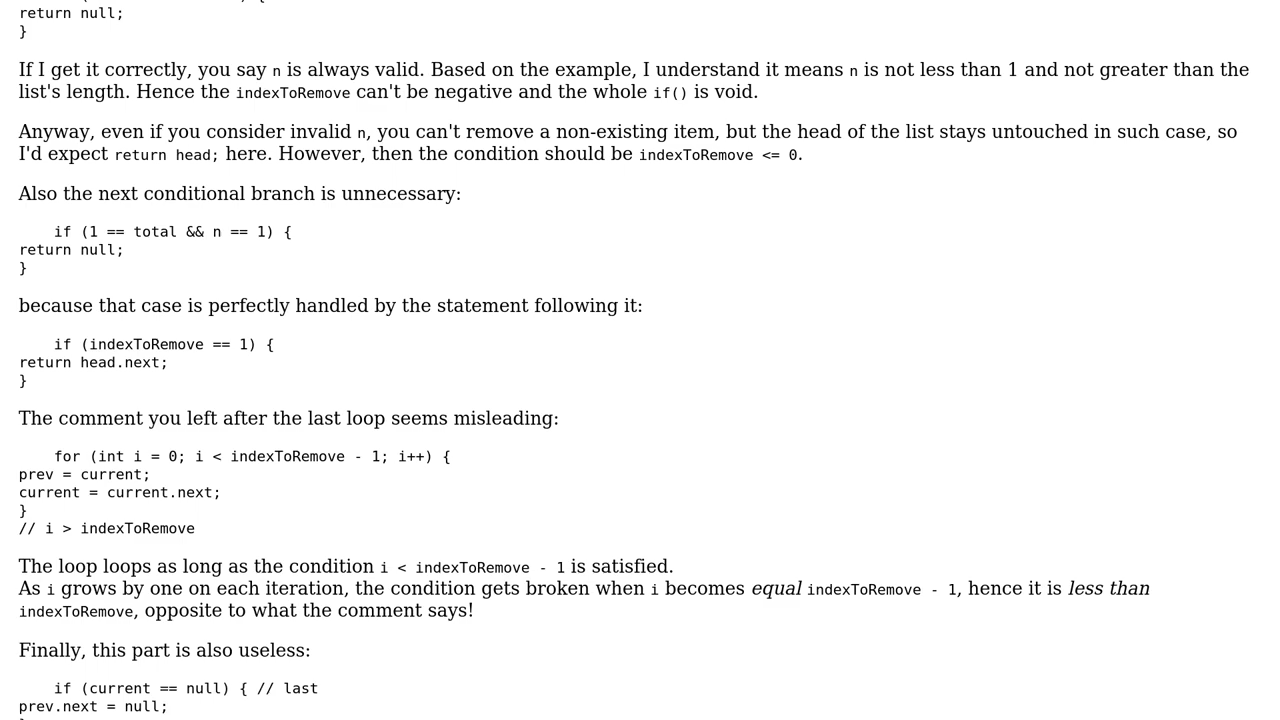 return null;
}
If I get it correctly, you say n is always valid. Based on the example, I understand it means n is not less than 1 and not greater than the
list's length. Hence the indexToRemove can't be negative and the whole if() is void.
Anyway, even if you consider invalid n, you can't remove a non-existing item, but the head of the list stays untouched in such case, so
I'd expect return head; here. However, then the condition should be indexToRemove <= 0.
Also the next conditional branch is unnecessary:
    if (1 == total && n == 1) {
return null;
}
because that case is perfectly handled by the statement following it:
    if (indexToRemove == 1) {
return head.next;
}
The comment you left after the last loop seems misleading:
    for (int i = 0; i < indexToRemove - 1; i++) {
prev = current;
current = current.next;
}
// i > indexToRemove
The loop loops as long as the condition i < indexToRemove - 1 is satisfied.
As i grows by one on each iteration, the condition gets broken when i becomes equal indexToRemove - 1, hence it is less than
indexToRemove, opposite to what the comment says!
Finally, this part is also useless:
    if (current == null) { // last
prev.next = null;